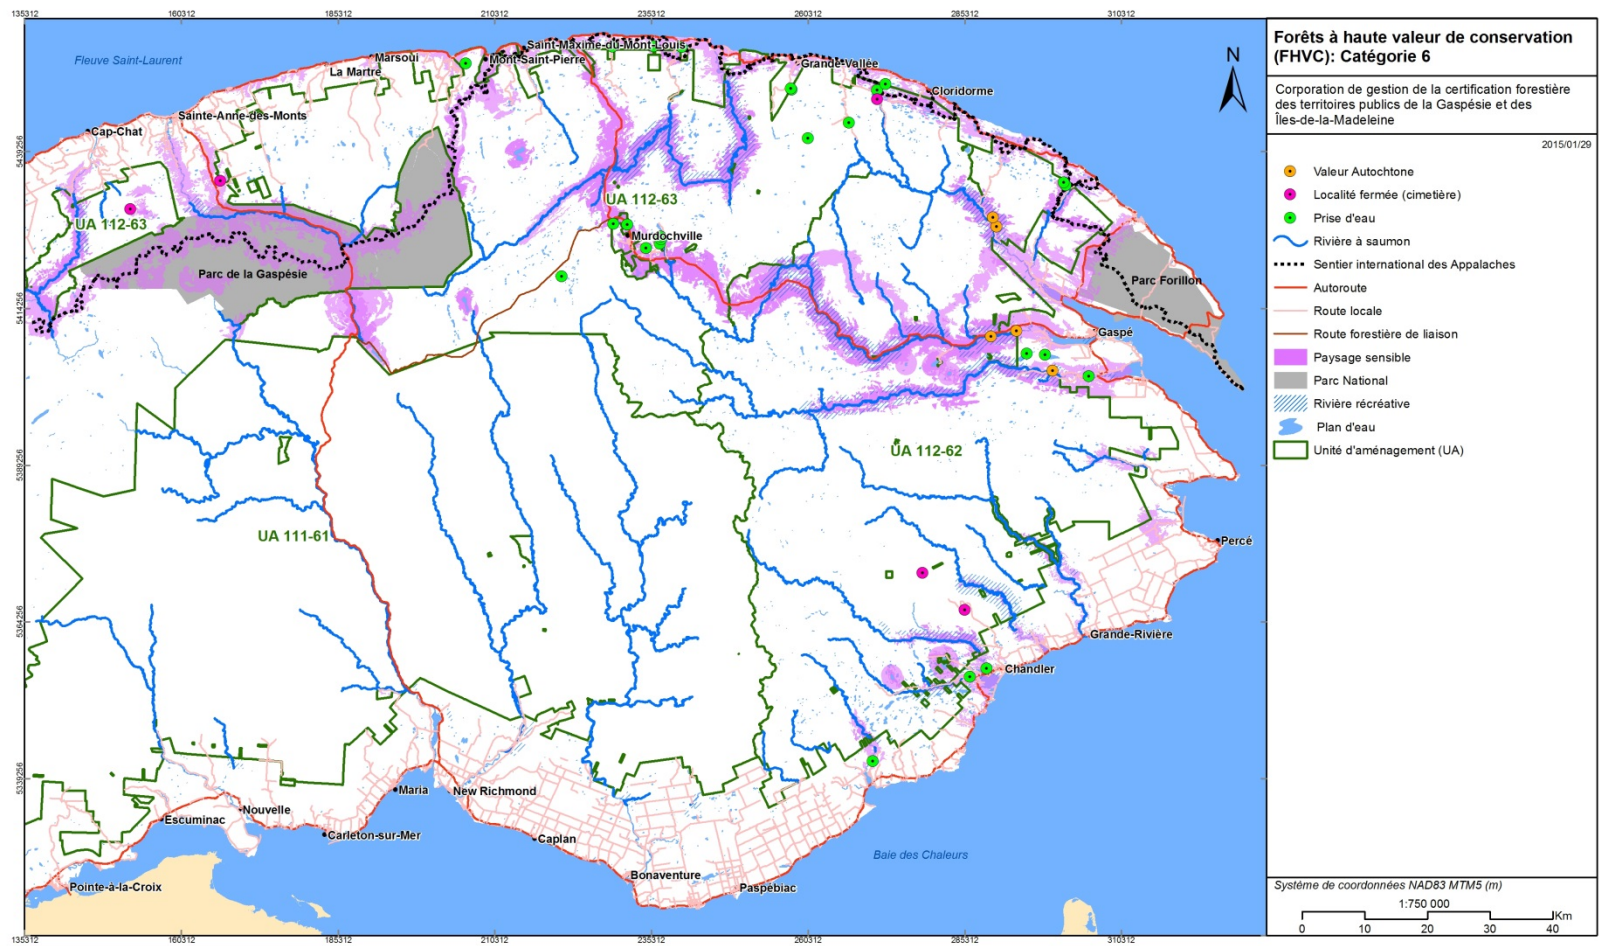 135312 160312 185312 210312 235312 260312 285312 310312
Fleuve Saint-Laurent
Marsoui
La Martre
Saint-Maxime-du-Mont-Louis
Mont-Saint-Pierre
Grande-Vallée
Cloridorme
Sainte-Anne-des-Monts
Cap-Chat
5439256
UA 112-63
UA 112-63
Murdochville
Parc de la Gaspésie
Parc Forillon
5414256
Gaspé
UA 112-62
5389256
UA 111-61
Percé
5364256
Grande-Rivière
Chandler
5339256
Maria
New Richmond
Nouvelle
Escuminac
Carleton-sur-Mer
Caplan
Baie des Chaleurs
Bonaventure
Paspébiac
Pointe-à-la-Croix
135312 160312 185312 210312 235312 260312 285312 310312
N
Forêts à haute valeur de conservation
(FHVC): Catégorie 6
Corporation de gestion de la certification forestière
des territoires publics de la Gaspésie et des
Îles-de-la-Madeleine
2015/01/29
Valeur Autochtone
Localité fermée (cimetière)
Prise d'eau
Rivière à saumon
Sentier international des Appalaches
Autoroute
Route locale
Route forestière de liaison
Paysage sensible
Parc National
Rivière récréative
Plan d'eau
Unité d'aménagement (UA)
Système de coordonnées NAD83 MTM5 (m)
1:750 000
Km
0 10 20 30 40